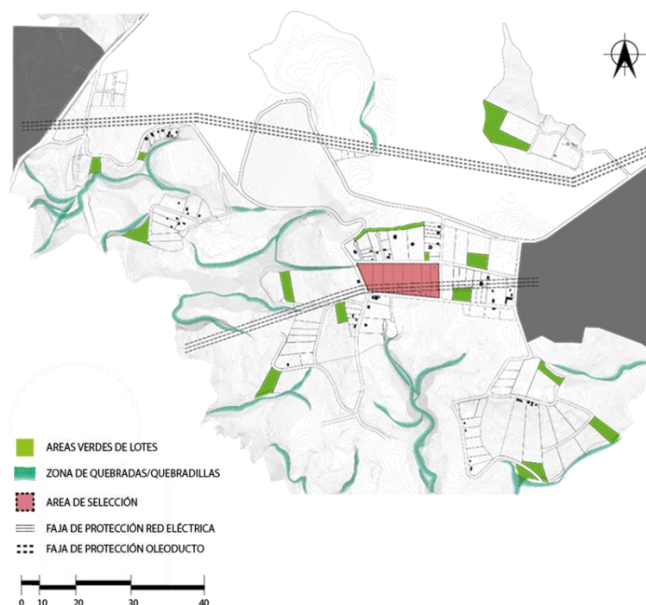 AREAS VERDES DE LOTES
ZONA DE QUEBRADAS/QUEBRADILLAS
AREA DE SELECCIÓN
FAJA DE PROTECCIÓN RED ELÉCTRICA
FAJA DE PROTECCIÓN OLEODUCTO
0 10 20 30 40